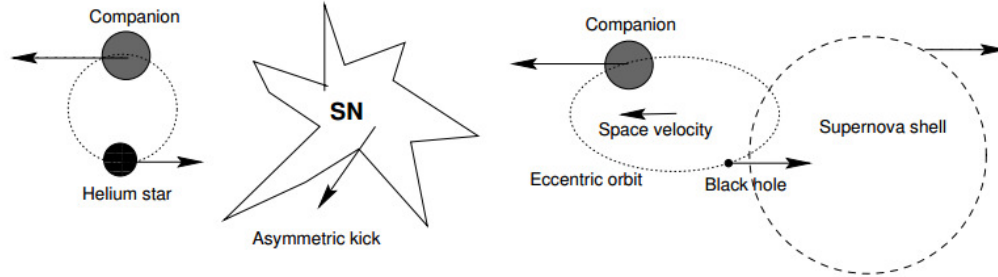 Companion
Helium star
SN
Asymmetric kick
Companion
Space velocity
Eccentric orbit
Black hole
Supernova shell